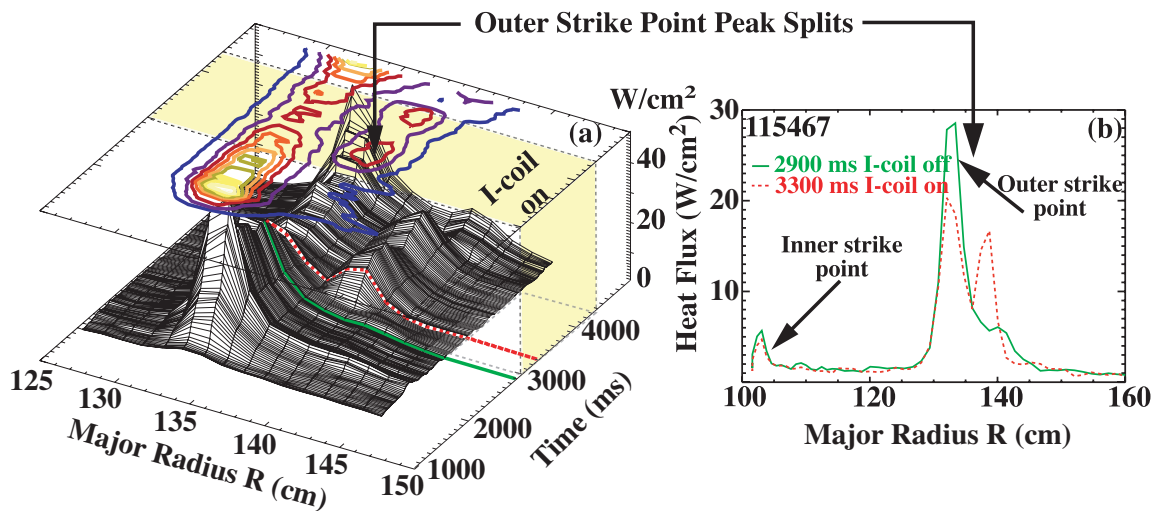 Outer Strike Point Peak Splits
W/cm²
(a)
40
20
0
I-coil
on
4000
3000
2000
1000
Time (ms)
125
130
135
140
145
150
Major Radius R (cm)
30
20
10
Heat Flux (W/cm²)
115467
(b)
2900 ms I-coil off
3300 ms I-coil on
Outer strike
point
Inner strike
point
100
120
140
160
Major Radius R (cm)